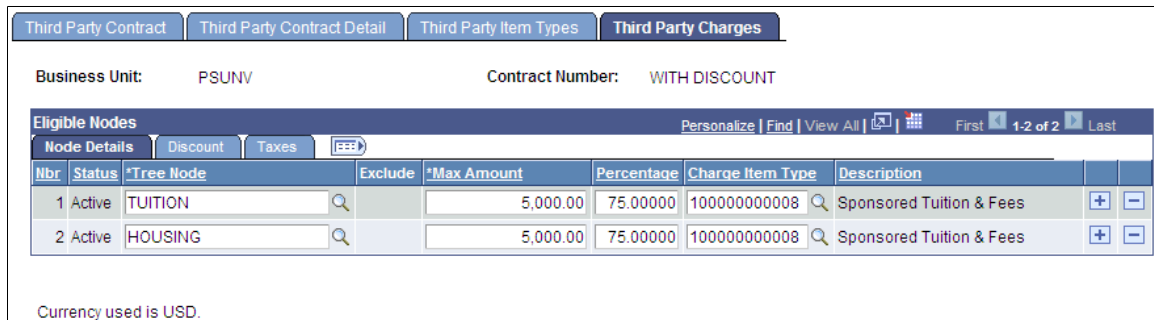 Third Party Contract Third Party Contract Detail Third Party Item Types Third Party Charges
Business Unit: PSUNV Contract Number: WITH DISCOUNT
Eligible Nodes Personalize | Find | View All | | First 1-2 of 2 Last
Node Details Discount Taxes
Nbr Status *Tree Node Exclude *Max Amount Percentage Charge Item Type Description
1 Active TUITION 5,000.00 75.00000 100000000008 Sponsored Tuition & Fees
2 Active HOUSING 5,000.00 75.00000 100000000008 Sponsored Tuition & Fees
Currency used is USD.